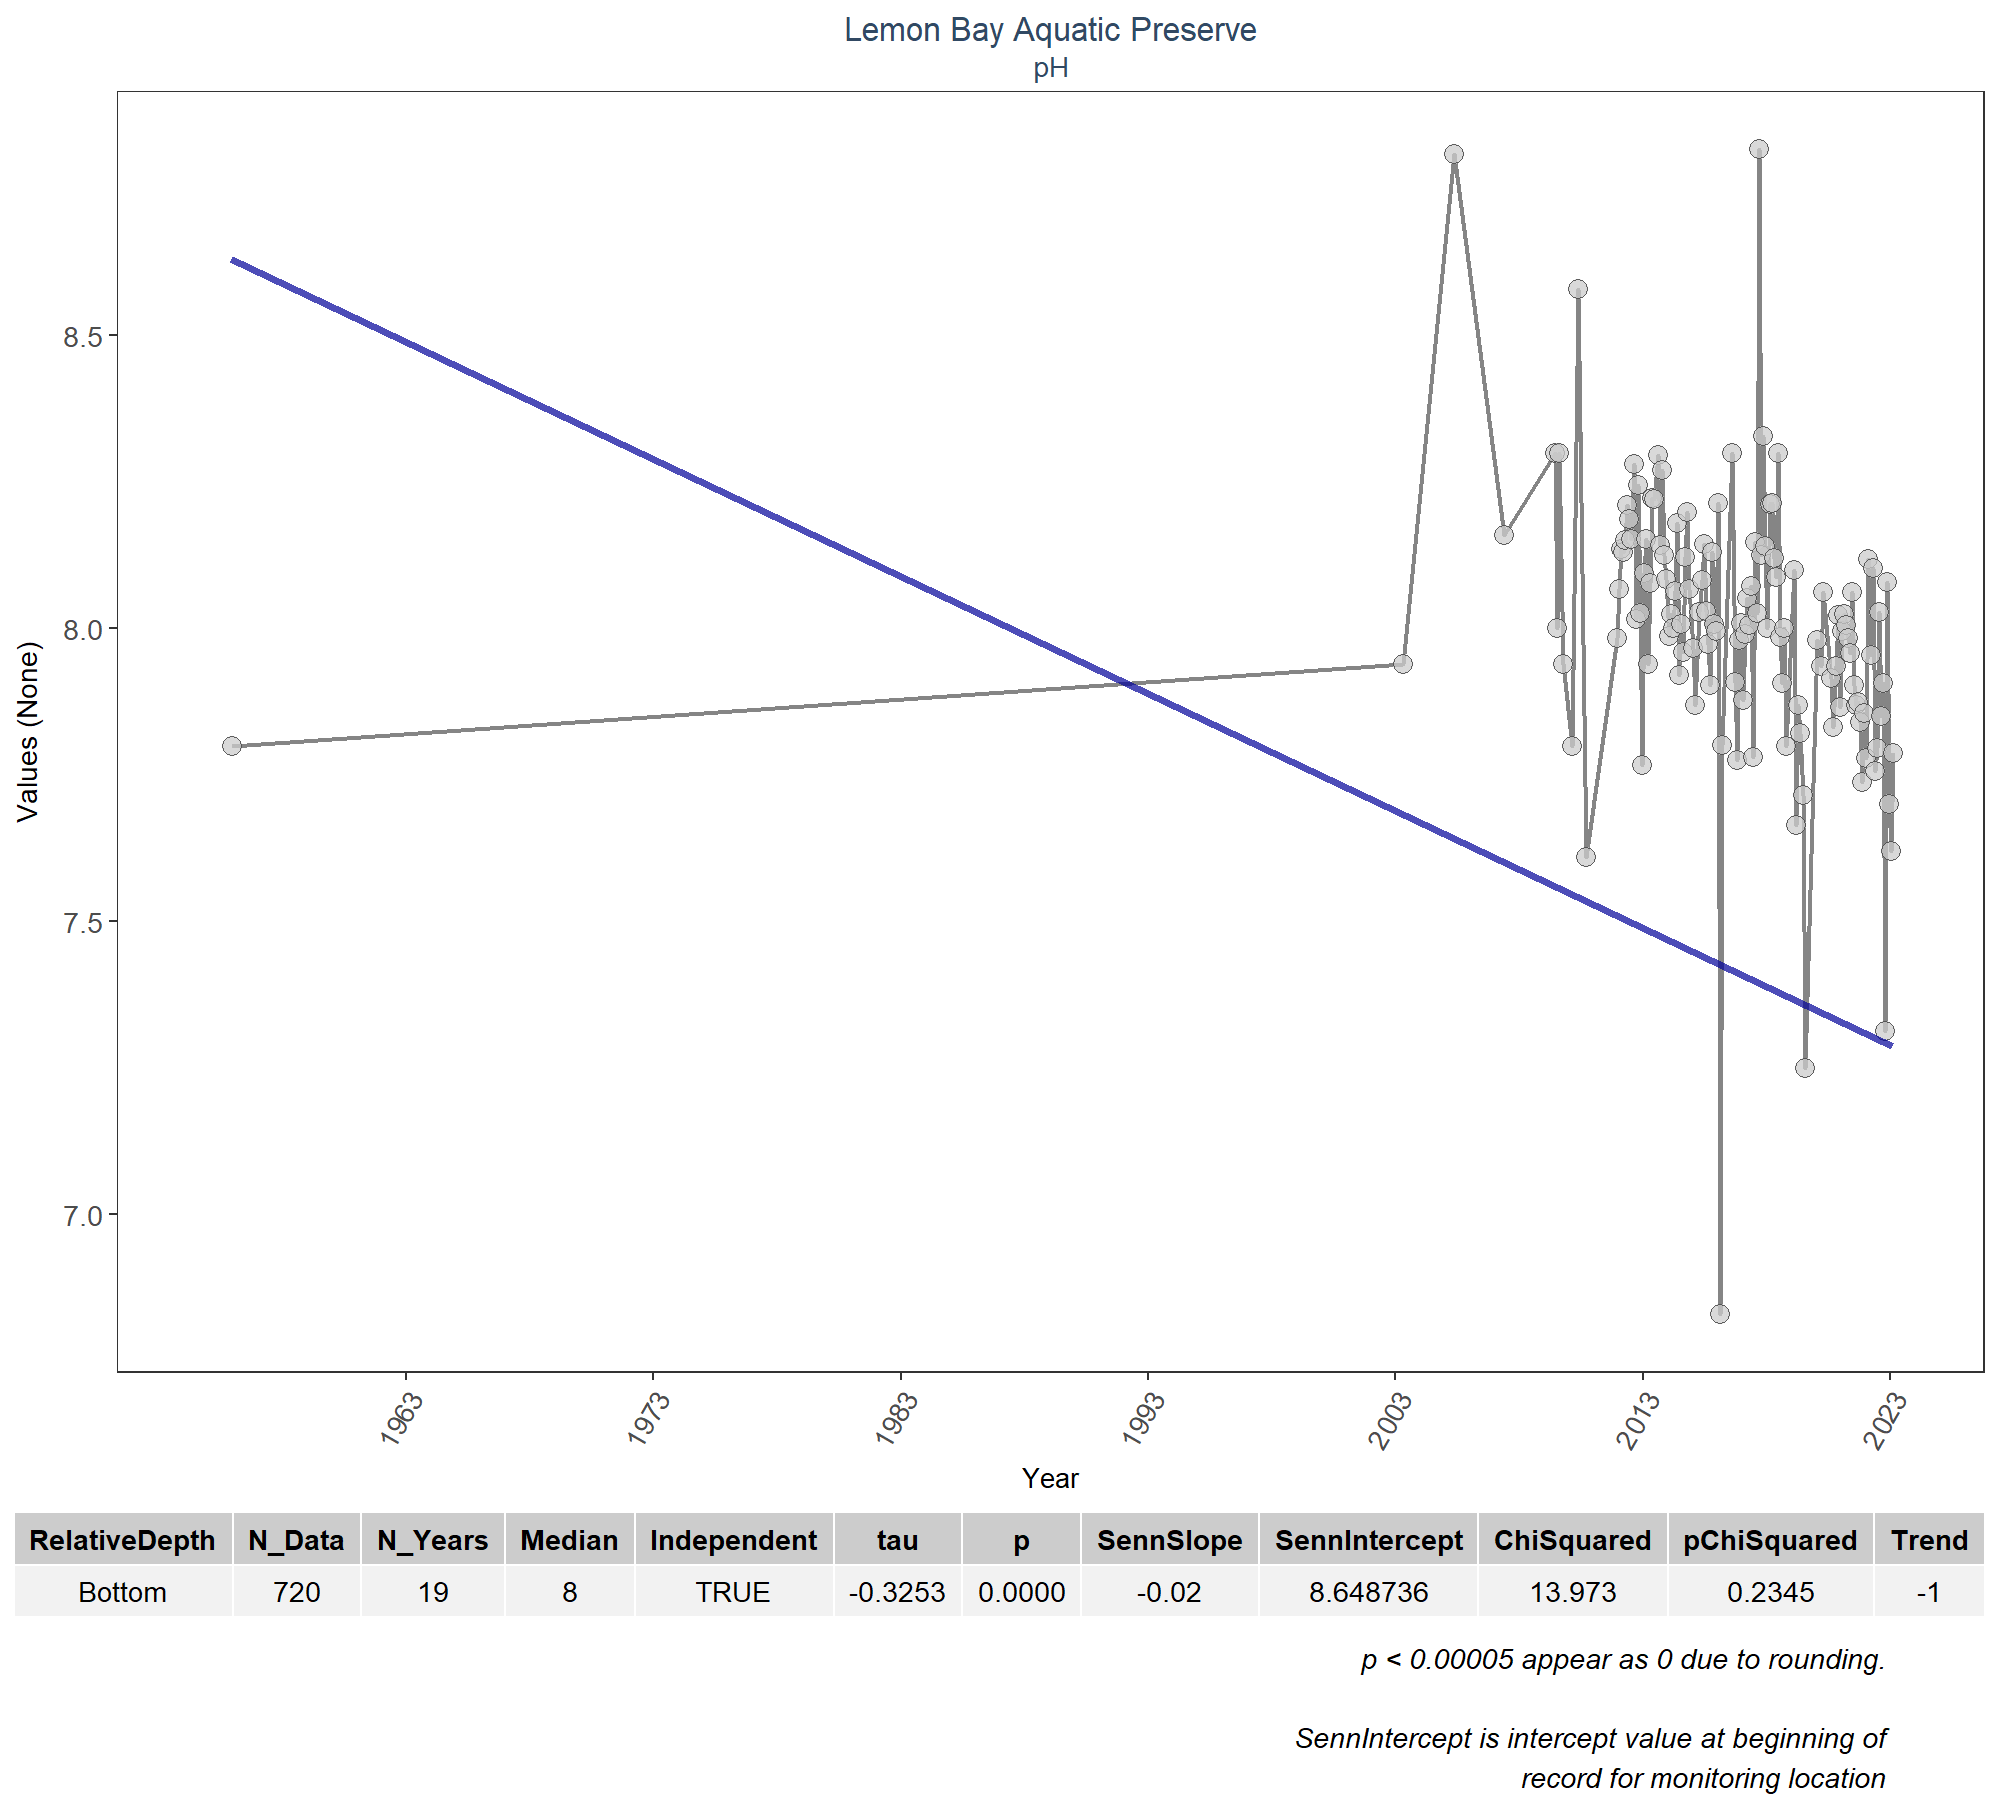 Lemon Bay Aquatic Preserve
pH
8.5
8.0
7.5
7.0
Values (None)
1963 1973 1983 1993 2003 2013 2023
Year
RelativeDepth N_Data N_Years Median Independent tau p SennSlope SennIntercept ChiSquared pChiSquared Trend
Bottom 720 19 8 TRUE -0.3253 0.0000 -0.02 8.648736 13.973 0.2345 -1
p < 0.00005 appear as 0 due to rounding.
SennIntercept is intercept value at beginning of
record for monitoring location